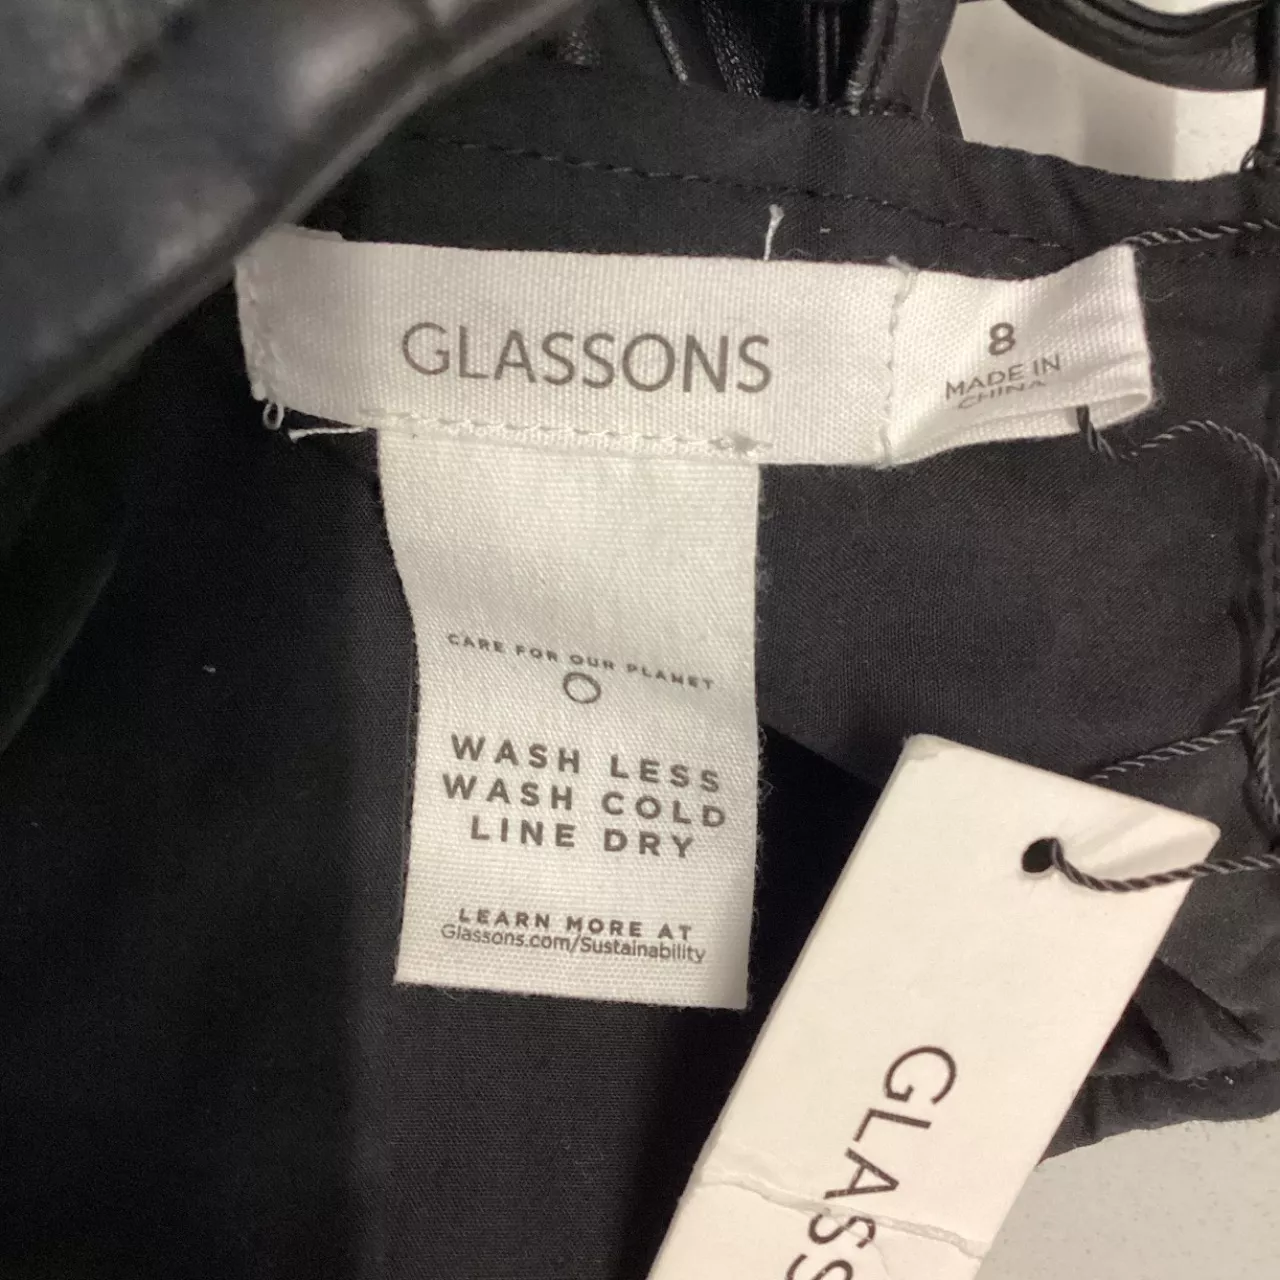 GLASSONS
8
MADE IN
CHINA
CARE FOR OUR PLANET
WASH LESS
WASH COLD
LINE DRY
LEARN MORE AT
Glassons.com/Sustainability
GLASS